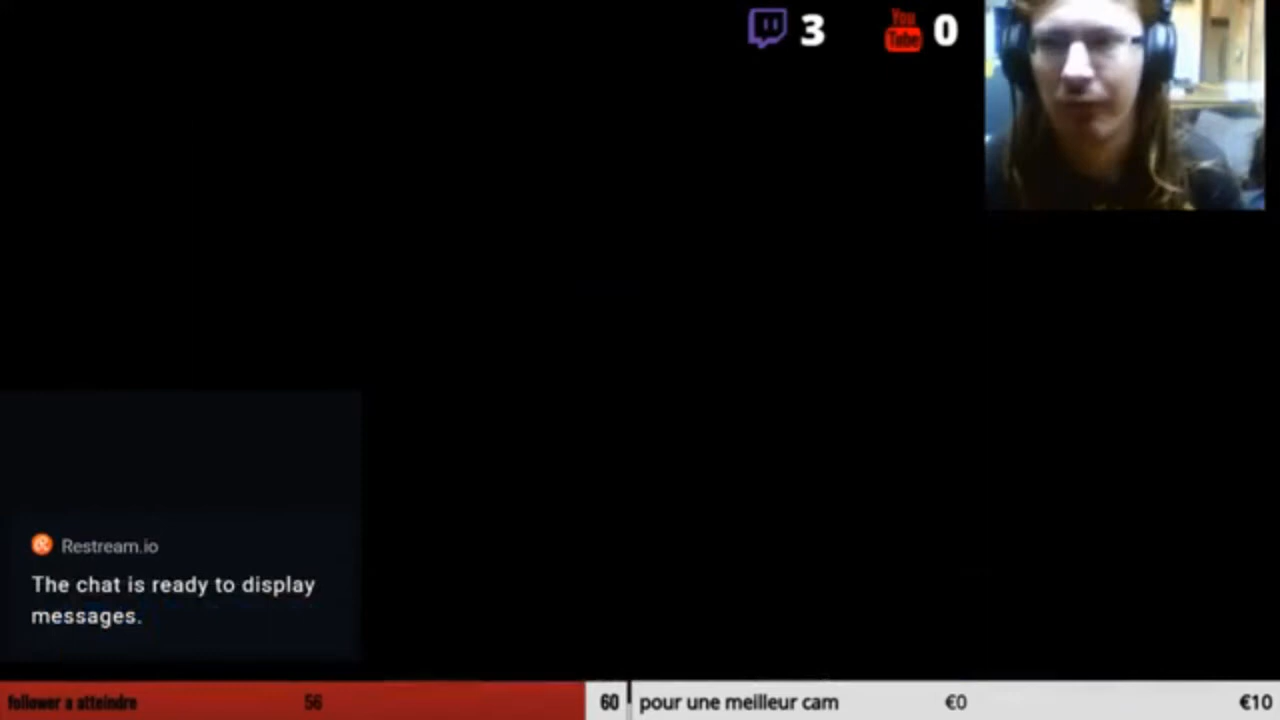 3
You
Tube
0
Restream.io
The chat is ready to display
messages.
follower a atteindre 56 60
pour une meilleur cam €0 €10